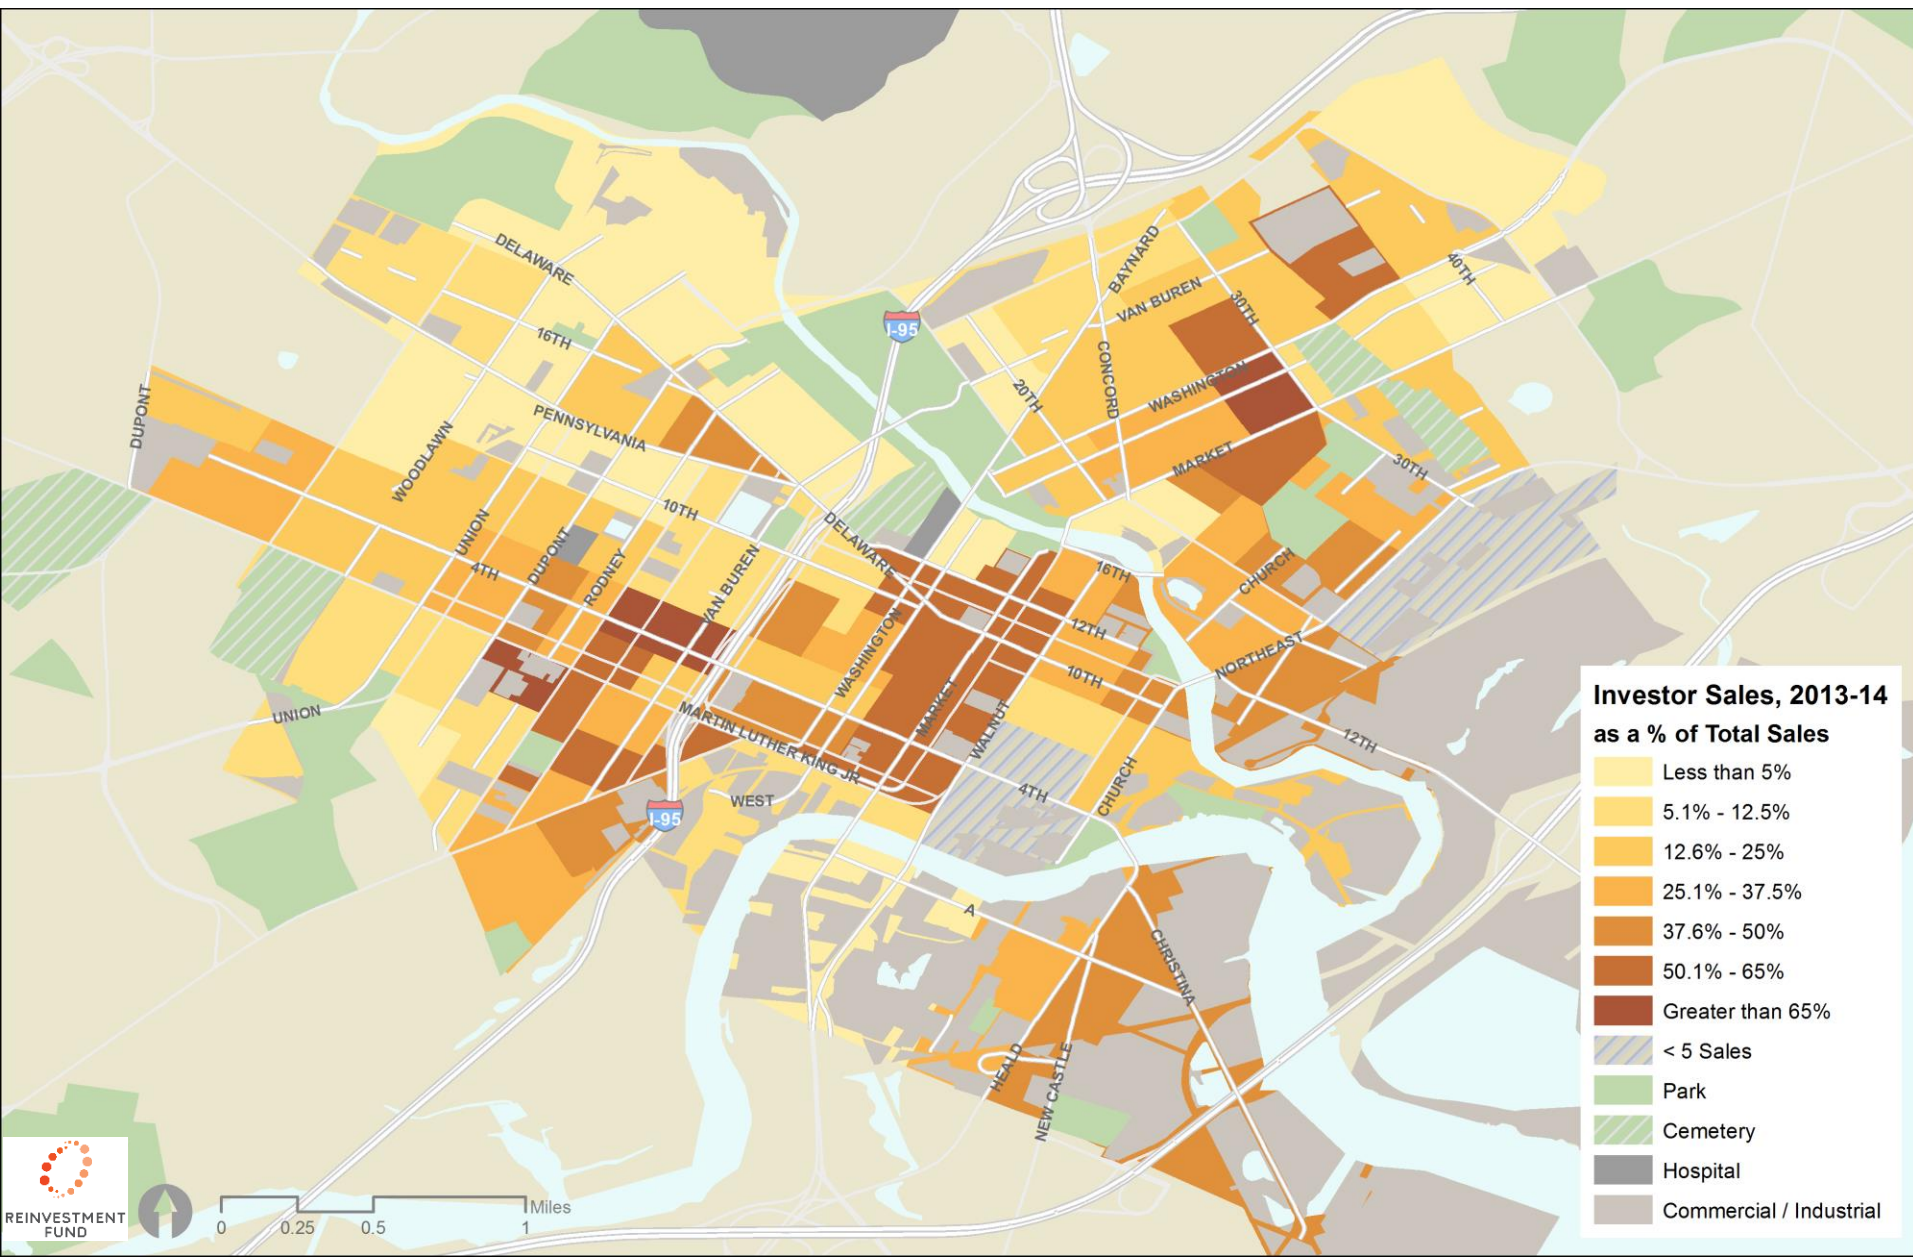 DELAWARE
16TH
PENNSYLVANIA
DUPONT
WOODLAWN
10TH
UNION
DUPONT
RODNEY
4TH
VAN BUREN
DELAWARE
UNION
I-95
BAYNARD
VAN BUREN
30TH
40TH
20TH
CONCORD
WASHINGTON
MARKET
30TH
16TH
CHURCH
12TH
10TH
NORTHEAST
WASHINGTON
MARKET
WALNUT
MARTIN LUTHER KING JR
WEST
I-95
4TH
CHURCH
12TH
A
CHRISTINA
HEALD
NEW CASTLE
Investor Sales, 2013-14
as a % of Total Sales
Less than 5%
5.1% - 12.5%
12.6% - 25%
25.1% - 37.5%
37.6% - 50%
50.1% - 65%
Greater than 65%
< 5 Sales
Park
Cemetery
Hospital
Commercial / Industrial
REINVESTMENT
FUND
Miles
0 0.25 0.5 1